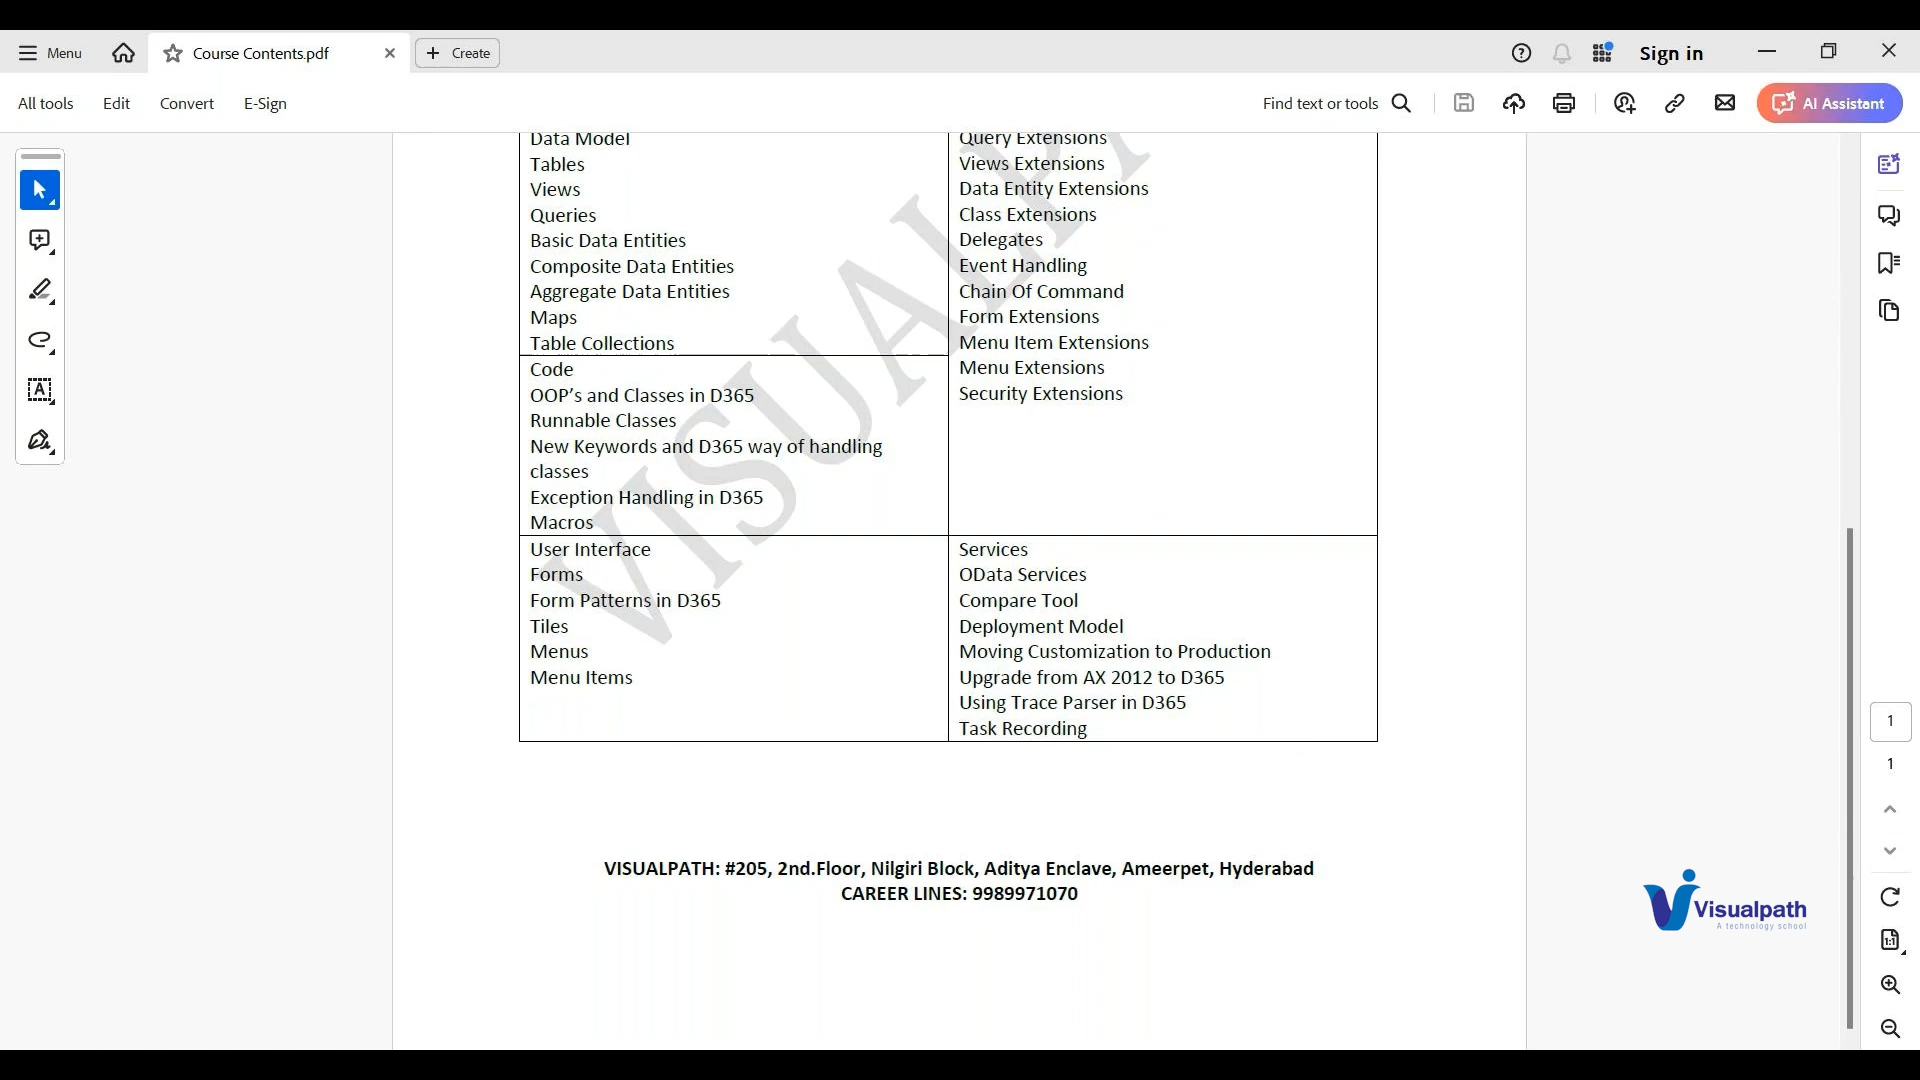 Menu
Course Contents.pdf
Create
Sign in
All tools
Edit
Convert
E-Sign
Find text or tools
AI Assistant
Data Model
Tables
Views
Queries
Basic Data Entities
Composite Data Entities
Aggregate Data Entities
Maps
Table Collections
Code
OOP’s and Classes in D365
Runnable Classes
New Keywords and D365 way of handling
classes
Exception Handling in D365
Macros
Query Extensions
Views Extensions
Data Entity Extensions
Class Extensions
Delegates
Event Handling
Chain Of Command
Form Extensions
Menu Item Extensions
Menu Extensions
Security Extensions
User Interface
Forms
Form Patterns in D365
Tiles
Menus
Menu Items
Services
OData Services
Compare Tool
Deployment Model
Moving Customization to Production
Upgrade from AX 2012 to D365
Using Trace Parser in D365
Task Recording
VISUALPATH: #205, 2nd.Floor, Nilgiri Block, Aditya Enclave, Ameerpet, Hyderabad
CAREER LINES: 9989971070
1
1
Visualpath
A technology school